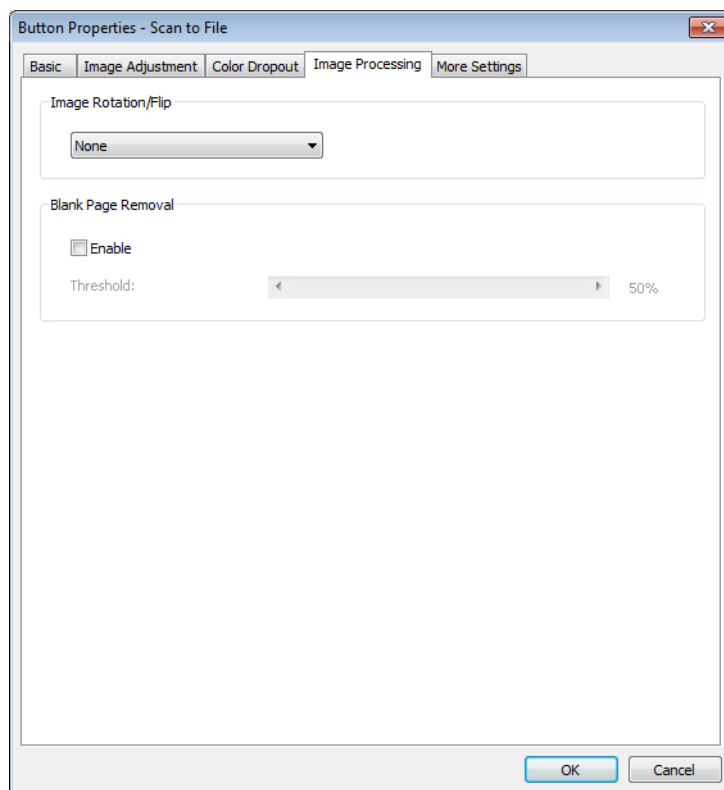 Button Properties - Scan to File
Basic Image Adjustment Color Dropout Image Processing More Settings
Image Rotation/Flip
None
Blank Page Removal
Enable
Threshold: 50%
OK Cancel